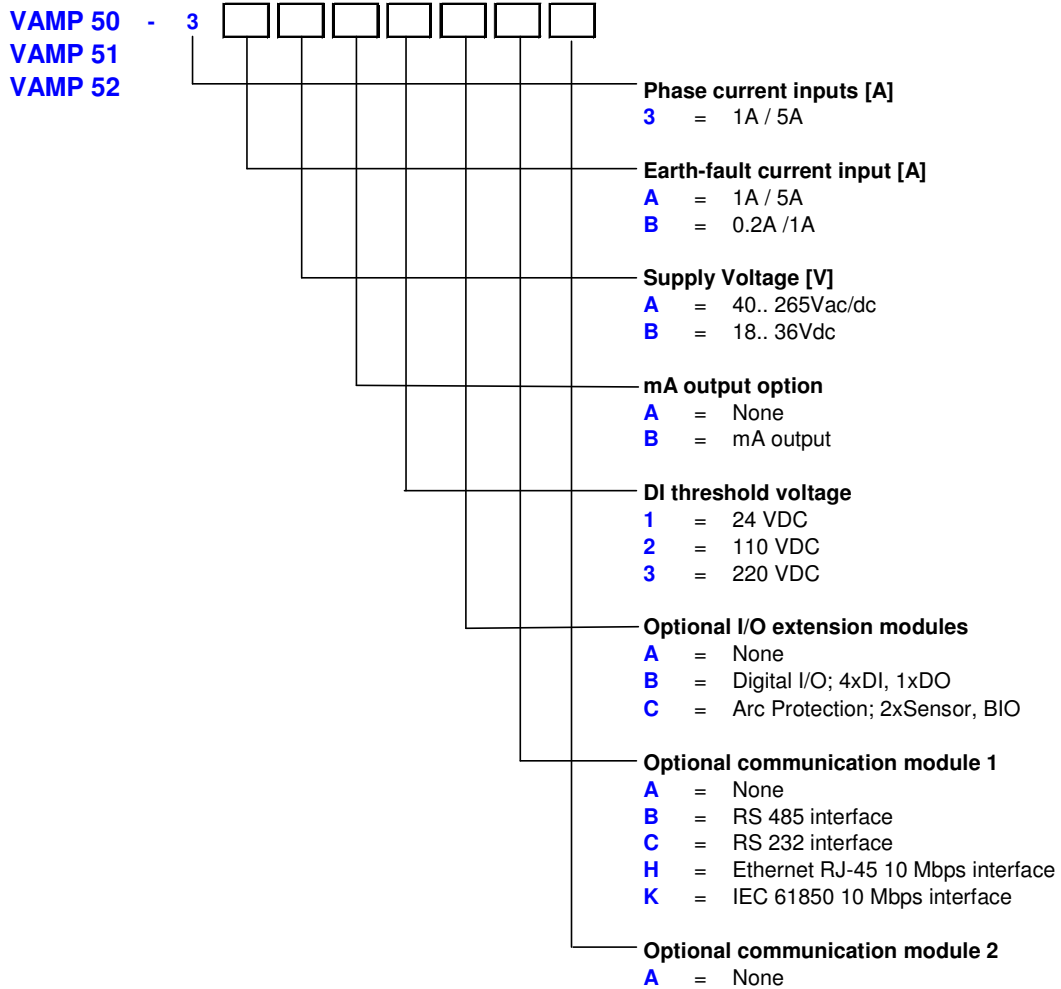 VAMP 50 - 3
VAMP 51
VAMP 52
Phase current inputs [A]
3 = 1A / 5A
Earth-fault current input [A]
A = 1A / 5A
B = 0.2A /1A
Supply Voltage [V]
A = 40.. 265Vac/dc
B = 18.. 36Vdc
mA output option
A = None
B = mA output
DI threshold voltage
1 = 24 VDC
2 = 110 VDC
3 = 220 VDC
Optional I/O extension modules
A = None
B = Digital I/O; 4xDI, 1xDO
C = Arc Protection; 2xSensor, BIO
Optional communication module 1
A = None
B = RS 485 interface
C = RS 232 interface
H = Ethernet RJ-45 10 Mbps interface
K = IEC 61850 10 Mbps interface
Optional communication module 2
A = None